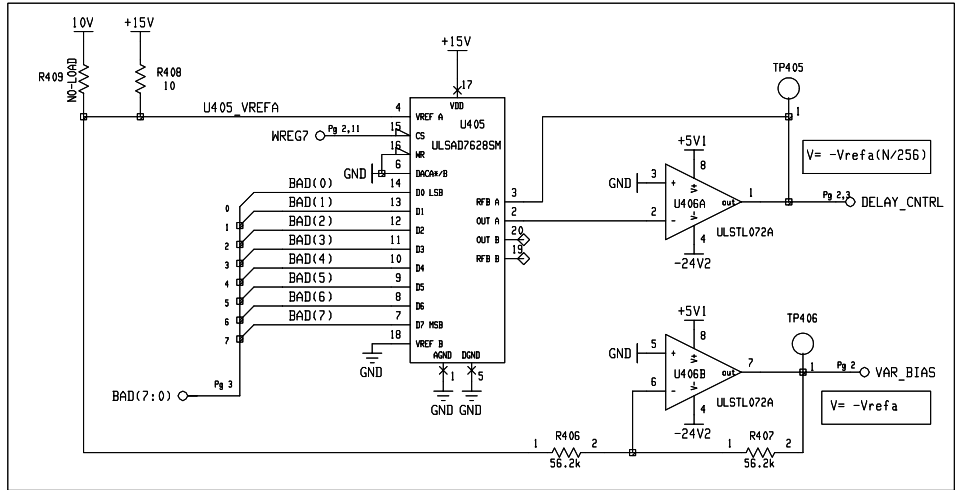 10V +15V
R409 NO-LOAD
R408
10
+15V
17
VDD
U405_VREFA
4 VREF A
U405
ULSAD7628SM
WREG7 Pg 2,11 15 CS
16 WR
GND 6 DACA*/B
BAD(0) 14 D0 LSB
BAD(1) 13 D1
BAD(2) 12 D2
BAD(3) 11 D3
BAD(4) 10 D4
BAD(5) 9 D5
BAD(6) 8 D6
BAD(7) 7 D7 MSB
18 VREF B
0
1
2
3
4
5
6
7
GND
AGND DGND
1 5
GND GND
Pg 3
BAD(7:0)
RFB A 3
OUT A 2
OUT B 20
RFB B 19
TP405
1
+5V1
8
V+
GND 3 +
U406A
out 1
2 -
V-
4
ULSTL072A
-24V2
V= -Vrefa(N/256)
Pg 2,3
DELAY_CNTRL
TP406
1
+5V1
8
V+
GND 5 +
U406B
out 7
6 -
V-
4
ULSTL072A
-24V2
Pg 2
VAR_BIAS
V= -Vrefa
1 R406 2
56.2k
1 R407 2
56.2k